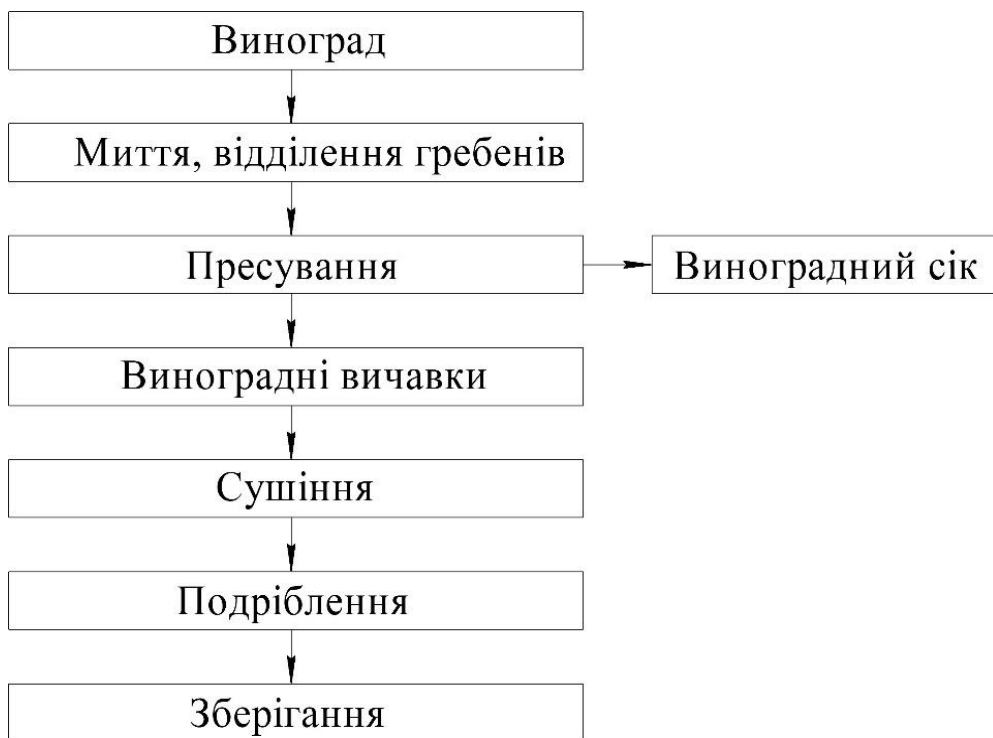 Виноград
Миття, відділення гребенів
Пресування
Виноградний сік
Виноградні вичавки
Сушіння
Подріблення
Зберігання